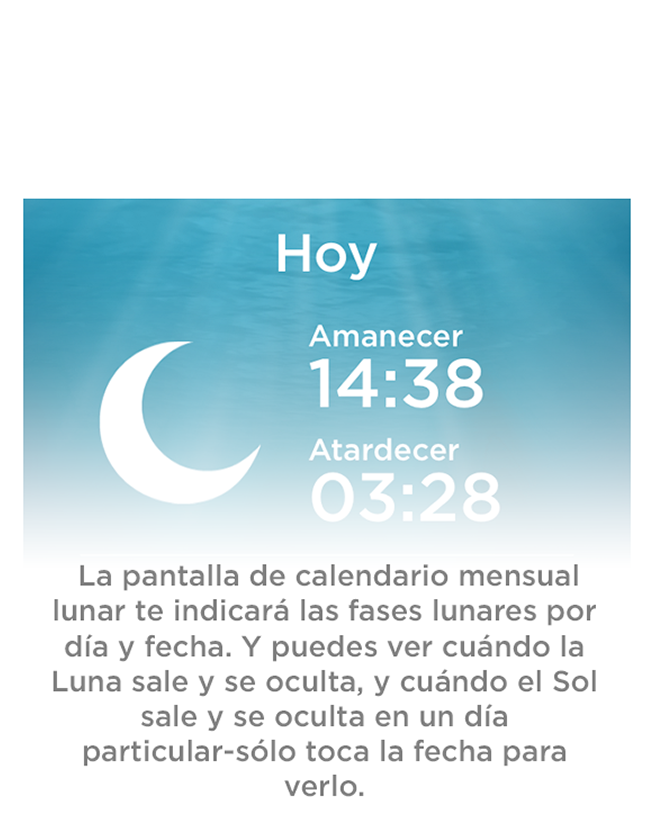 Hoy
Amanecer
14:38
Atardecer
03:28
La pantalla de calendario mensual
lunar te indicará las fases lunares por
día y fecha. Y puedes ver cuándo la
Luna sale y se oculta, y cuándo el Sol
sale y se oculta en un día
particular-sólo toca la fecha para
verlo.